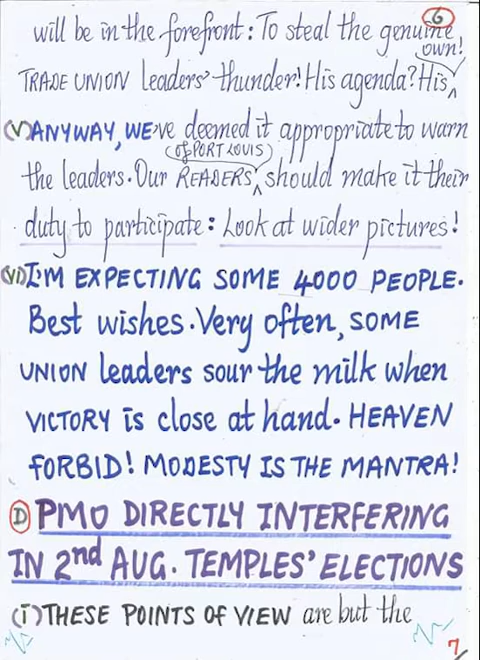 6
will be in the forefront: To steal the genuine
own!
TRADE UNION leaders' thunder! His agenda? His ^
(V) ANYWAY, WE've deemed it appropriate to warn
(of PORT LOUIS)
the leaders. Our READERS ^ should make it their
duty to participate: Look at wider pictures!
(VI) I'M EXPECTING SOME 4000 PEOPLE.
Best wishes. Very often, SOME
UNION leaders sour the milk when
VICTORY is close at hand. HEAVEN
FORBID! MODESTY IS THE MANTRA!
D PMO DIRECTLY INTERFERING
IN 2nd AUG. TEMPLES' ELECTIONS
(i) THESE POINTS OF VIEW are but the
7/